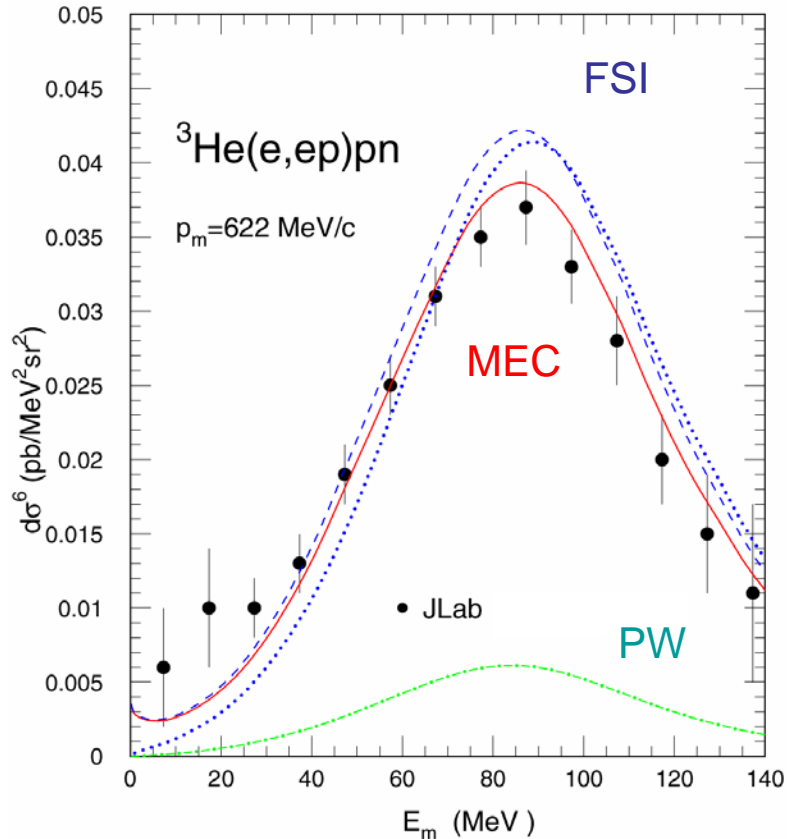 0.05
0.045
0.04
0.035
0.03
0.025
0.02
0.015
0.01
0.005
0
dσ⁶ (pb/MeV²sr²)
FSI
³He(e,ep)pn
pₘ=622 MeV/c
MEC
JLab
PW
0 20 40 60 80 100 120 140
Eₘ (MeV)